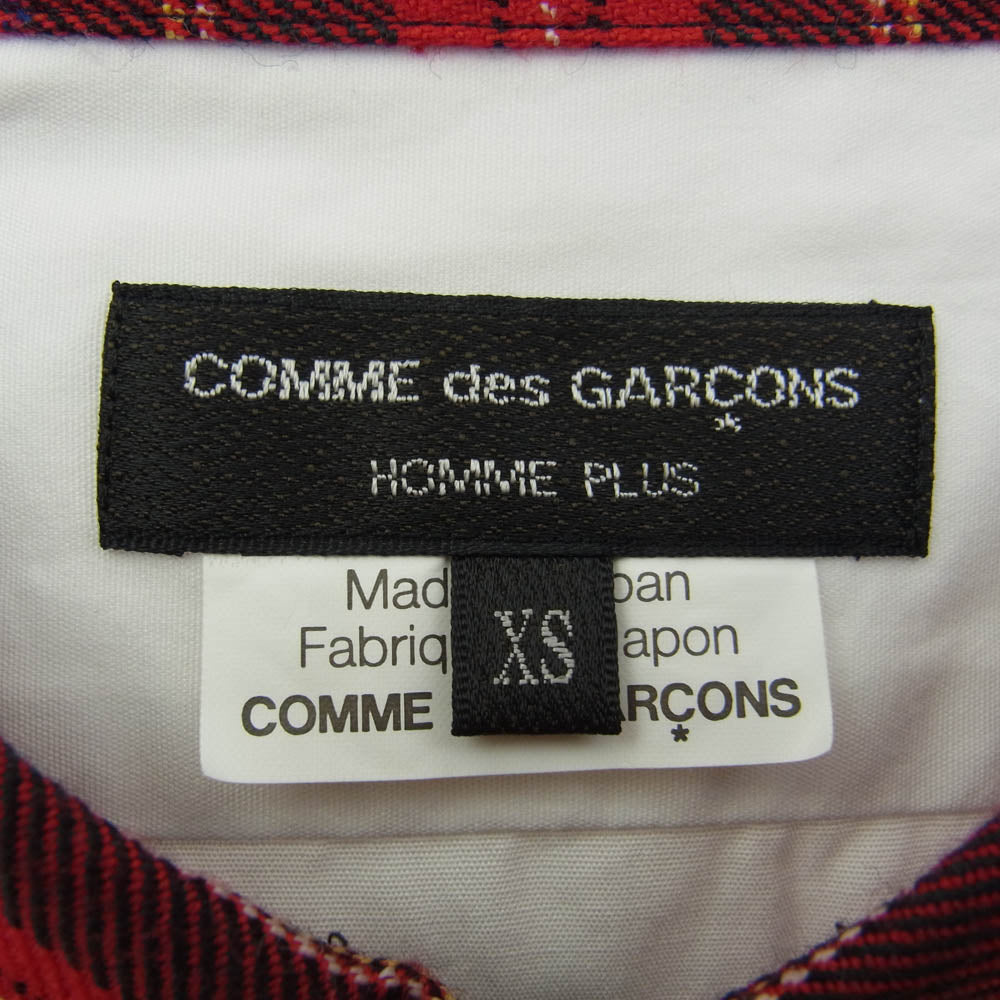 COMME des GARÇONS
HOMME PLUS
XS
Mad pan
Fabriq apon
COMME ARÇONS
*